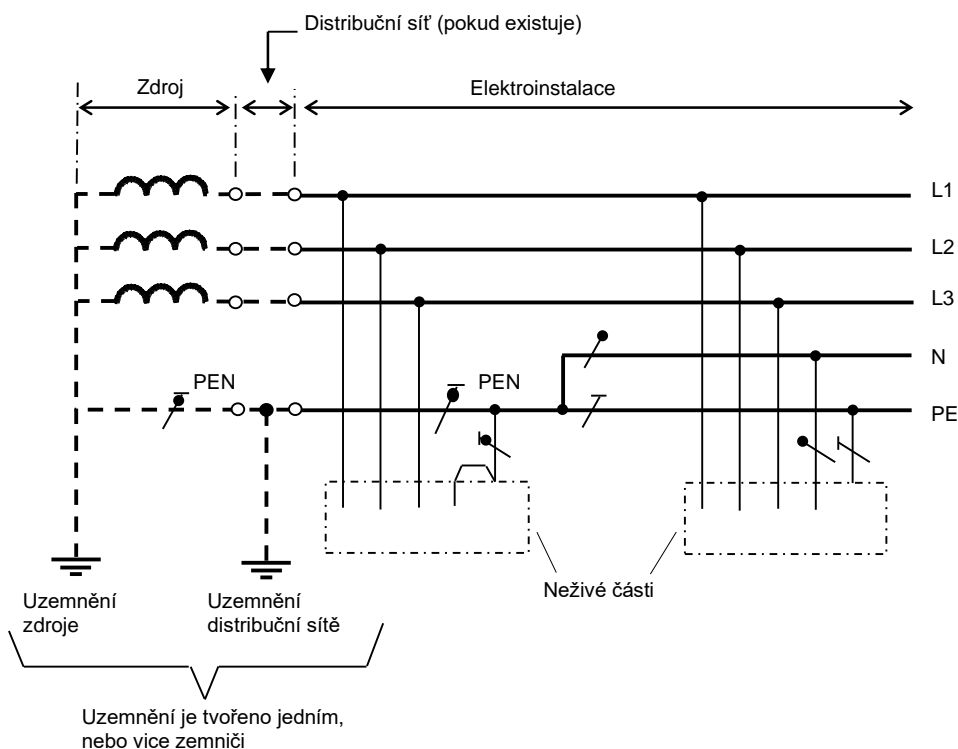 Distribuční síť (pokud existuje)
Zdroj
Elektroinstalace
L1
L2
L3
N
PEN
PEN
PE
Neživé části
Uzemnění
zdroje
Uzemnění
distribuční sítě
Uzemnění je tvořeno jedním,
nebo vice zemniči